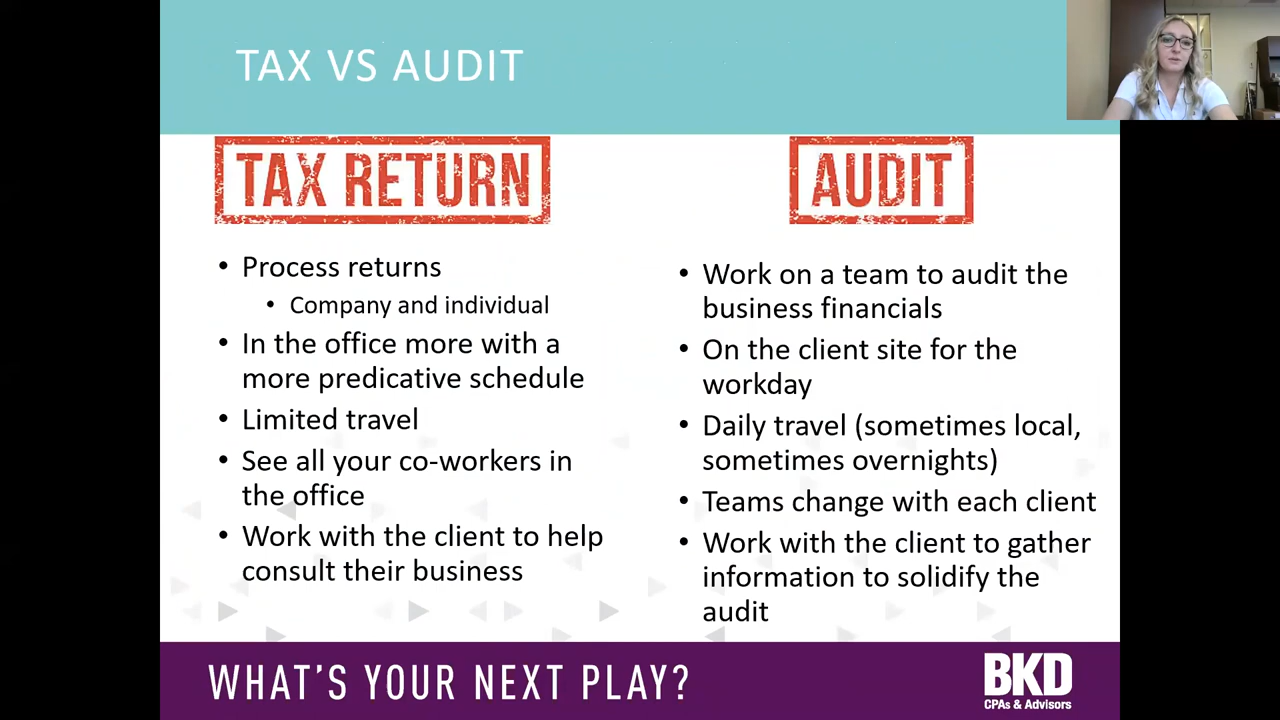 TAX VS AUDIT
TAX RETURN
• Process returns
• Company and individual
• In the office more with a
more predicative schedule
• Limited travel
• See all your co-workers in
the office
• Work with the client to help
consult their business
AUDIT
• Work on a team to audit the
business financials
• On the client site for the
workday
• Daily travel (sometimes local,
sometimes overnights)
• Teams change with each client
• Work with the client to gather
information to solidify the
audit
WHAT'S YOUR NEXT PLAY?
BKD
CPAs & Advisors